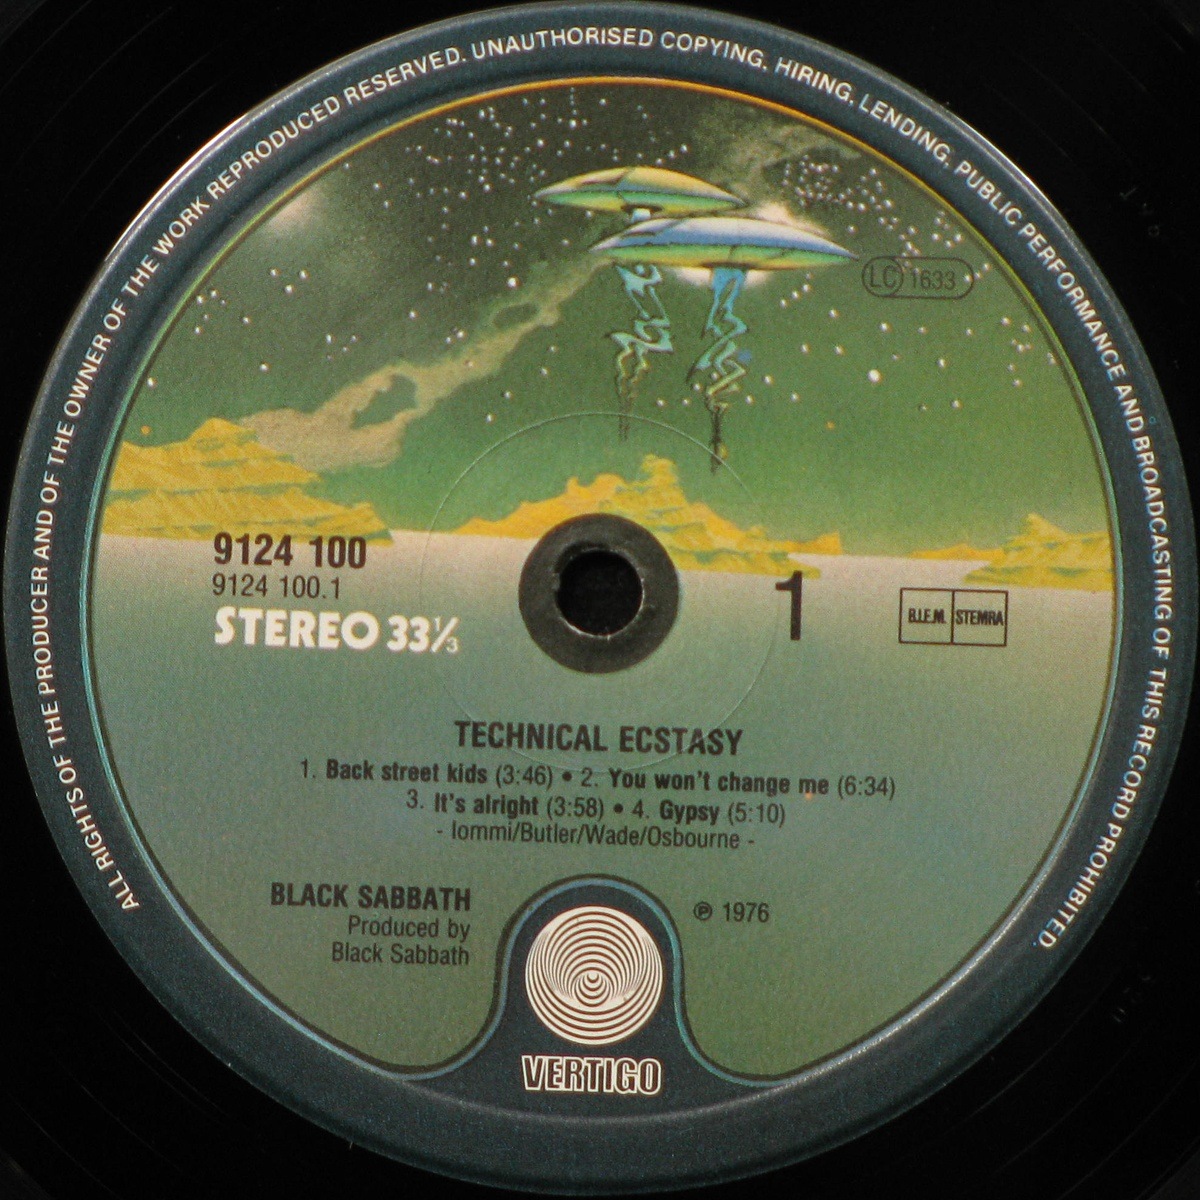 ALL RIGHTS OF THE PRODUCER AND OF THE OWNER OF THE WORK REPRODUCED RESERVED. UNAUTHORISED COPYING, HIRING, LENDING, PUBLIC PERFORMANCE AND BROADCASTING OF THIS RECORD PROHIBITED.
LC 1633
9124 100
9124 100.1
STEREO 33⅓
1
B.I.E.M. STEMRA
TECHNICAL ECSTASY
1. Back street kids (3:46) • 2. You won't change me (6:34)
3. It's alright (3:58) • 4. Gypsy (5:10)
- Iommi/Butler/Wade/Osbourne -
BLACK SABBATH
Produced by
Black Sabbath
℗ 1976
VERTIGO